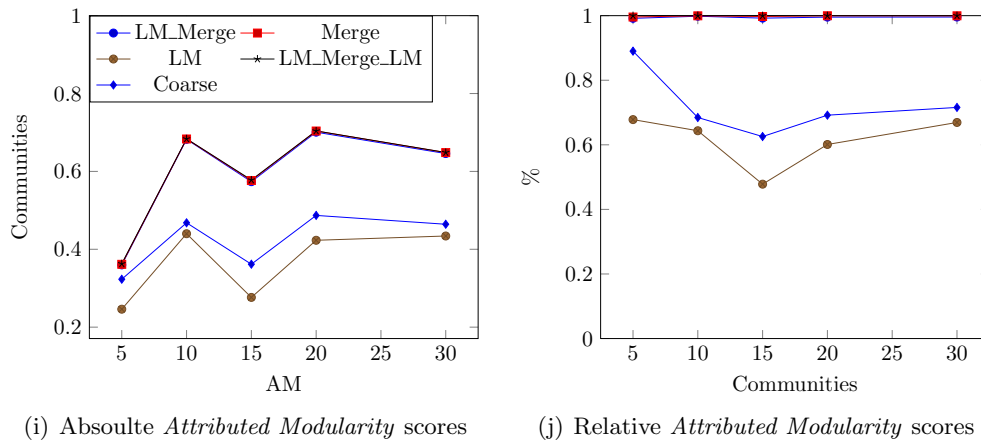 1
0.8
0.6
0.4
0.2
5 10 15 20 25 30
Communities
AM
LM_Merge Merge
LM LM_Merge_LM
Coarse
(i) Absoulte Attributed Modularity scores
1
0.8
0.6
0.4
0.2
0
5 10 15 20 25 30
%
Communities
(j) Relative Attributed Modularity scores